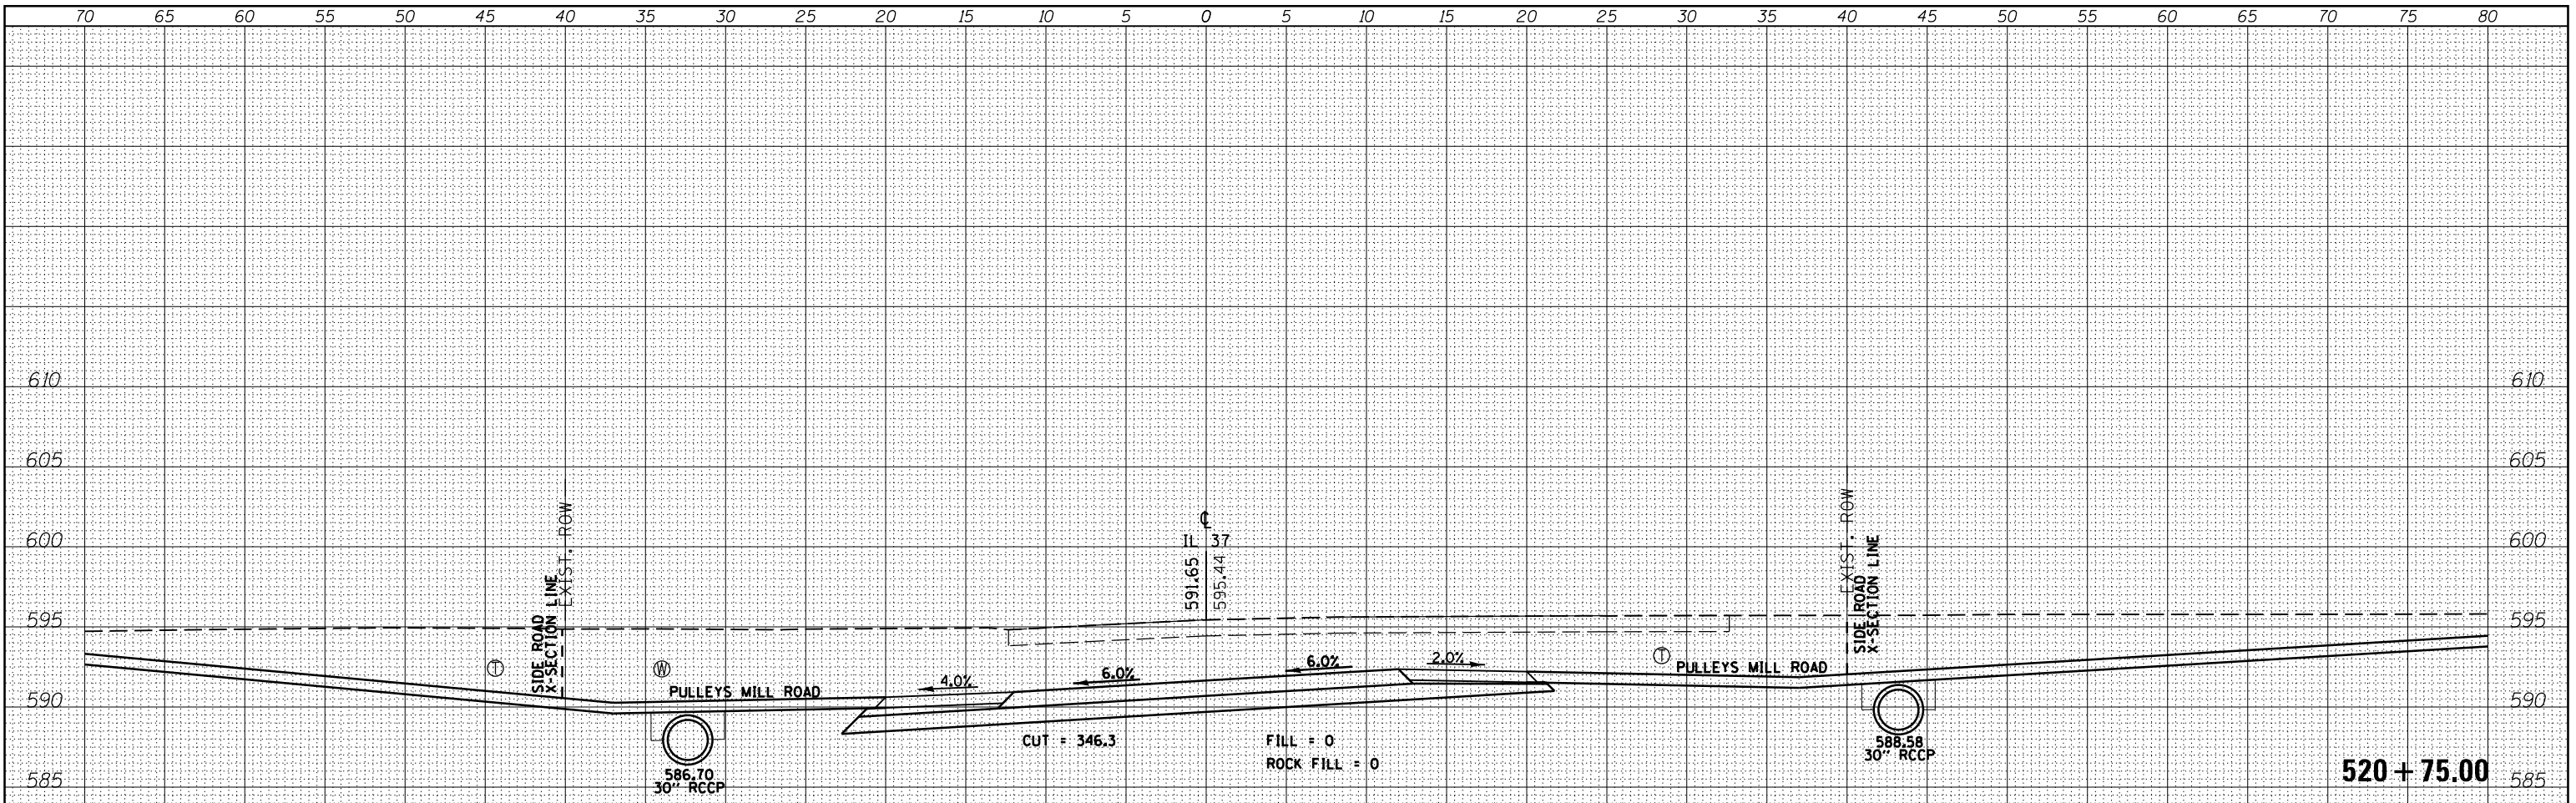 70 65 60 55 50 45 40 35 30 25 20 15 10 5 0 5 10 15 20 25 30 35 40 45 50 55 60 65 70 75 80
610 610
605 605
600 600
595 595
590 590
585 585
SIDE ROAD
X-SECTION LINE
EXIST. ROW
T
W
PULLEYS MILL ROAD
586.70
30" RCCP
4.0%
6.0%
℄
IL 37
591.65
595.44
6.0%
2.0%
CUT = 346.3
FILL = 0
ROCK FILL = 0
T
PULLEYS MILL ROAD
EXIST. ROW
SIDE ROAD
X-SECTION LINE
588.58
30" RCCP
520 + 75.00